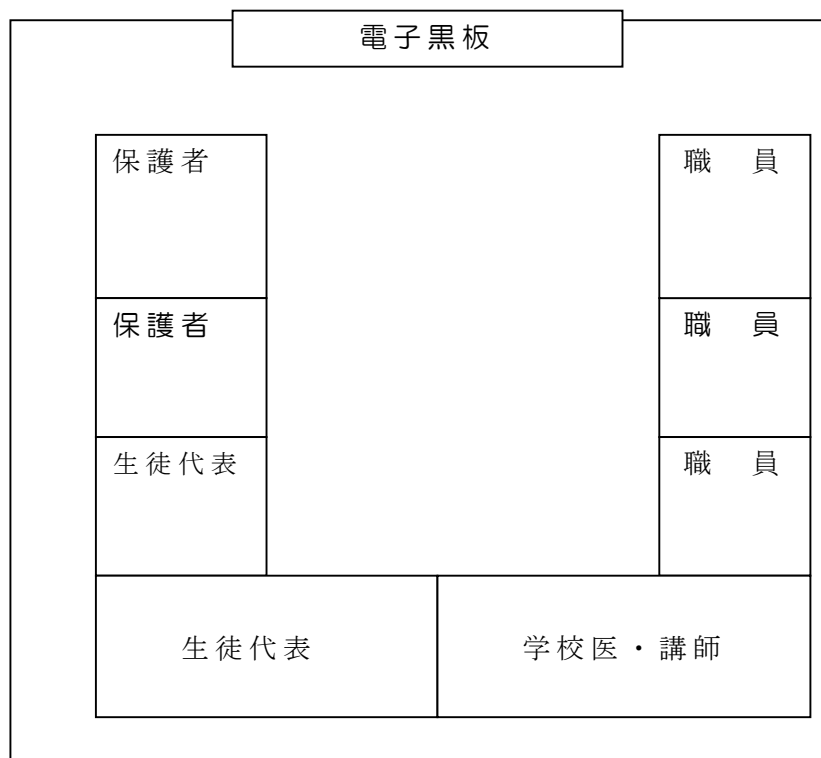 電子黒板
保護者
職　員
保護者
職　員
生徒代表
職　員
生徒代表
学校医・講師